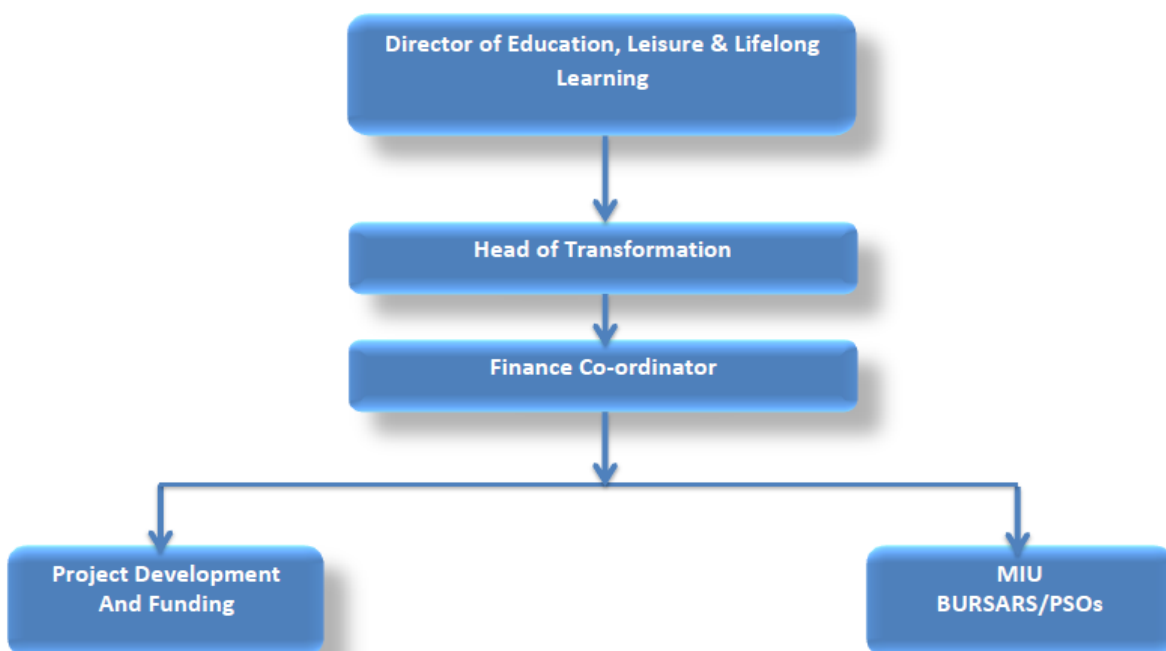 Director of Education, Leisure & Lifelong
Learning
Head of Transformation
Finance Co-ordinator
Project Development
And Funding
MIU
BURSARS/PSOs